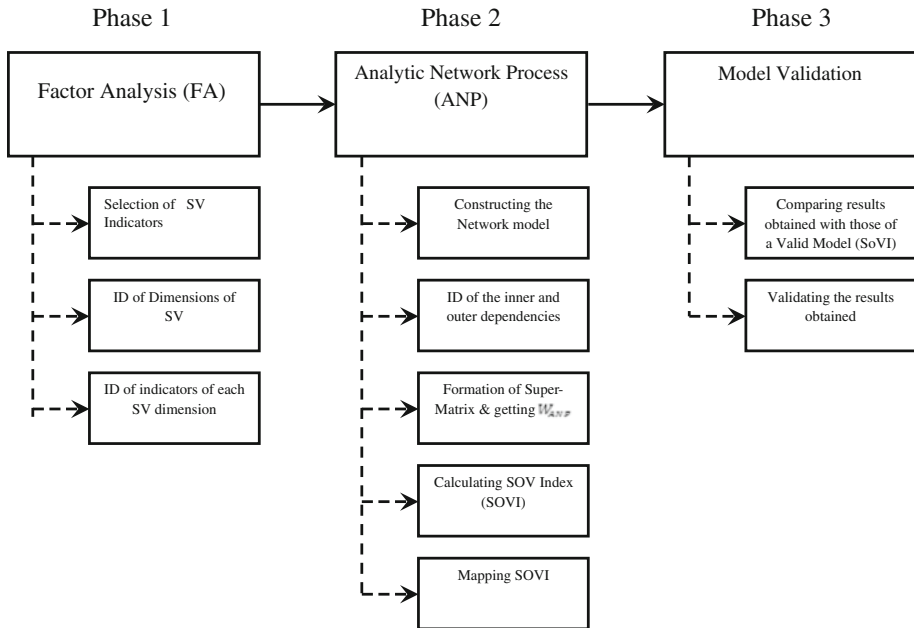 Phase 1
Phase 2
Phase 3
Factor Analysis (FA)
Analytic Network Process
(ANP)
Model Validation
Selection of SV
Indicators
ID of Dimensions of
SV
ID of indicators of each
SV dimension
Constructing the
Network model
ID of the inner and
outer dependencies
Formation of Super-
Matrix & getting W_ANP
Calculating SOV Index
(SOVI)
Mapping SOVI
Comparing results
obtained with those of
a Valid Model (SoVI)
Validating the results
obtained